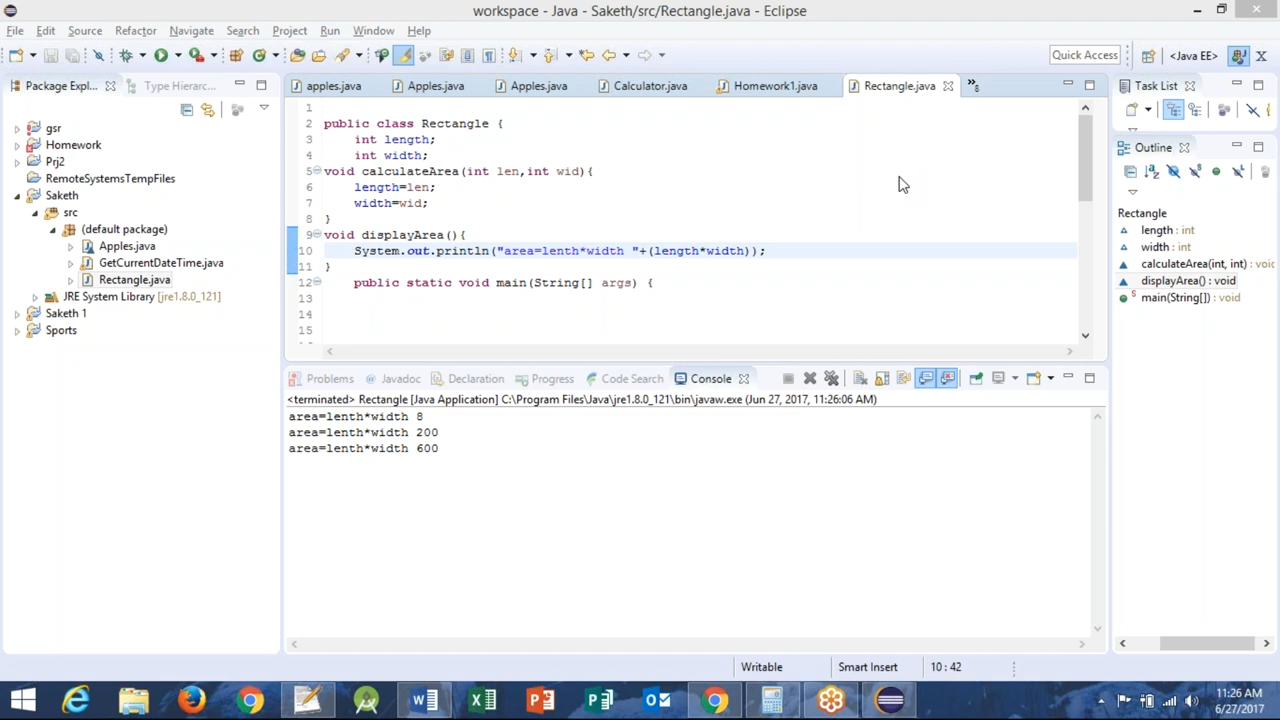 workspace - Java - Saketh/src/Rectangle.java - Eclipse
File Edit Source Refactor Navigate Search Project Run Window Help
Quick Access <Java EE>
Package Expl... Type Hierarc...
gsr
Homework
Prj2
RemoteSystemsTempFiles
Saketh
src
(default package)
Apples.java
GetCurrentDateTime.java
Rectangle.java
JRE System Library [jre1.8.0_121]
Saketh 1
Sports
apples.java Apples.java Apples.java Calculator.java Homework1.java Rectangle.java
1
2 public class Rectangle {
3 int length;
4 int width;
5 void calculateArea(int len,int wid){
6 length=len;
7 width=wid;
8 }
9 void displayArea(){
10 System.out.println("area=lenth*width "+(length*width));
11 }
12 public static void main(String[] args) {
13
14
15
Problems Javadoc Declaration Progress Code Search Console
<terminated> Rectangle [Java Application] C:\Program Files\Java\jre1.8.0_121\bin\javaw.exe (Jun 27, 2017, 11:26:06 AM)
area=lenth*width 8
area=lenth*width 200
area=lenth*width 600
Task List
Outline
Rectangle
length : int
width : int
calculateArea(int, int) : voi
displayArea() : void
main(String[]) : void
Writable Smart Insert 10 : 42
11:26 AM
6/27/2017